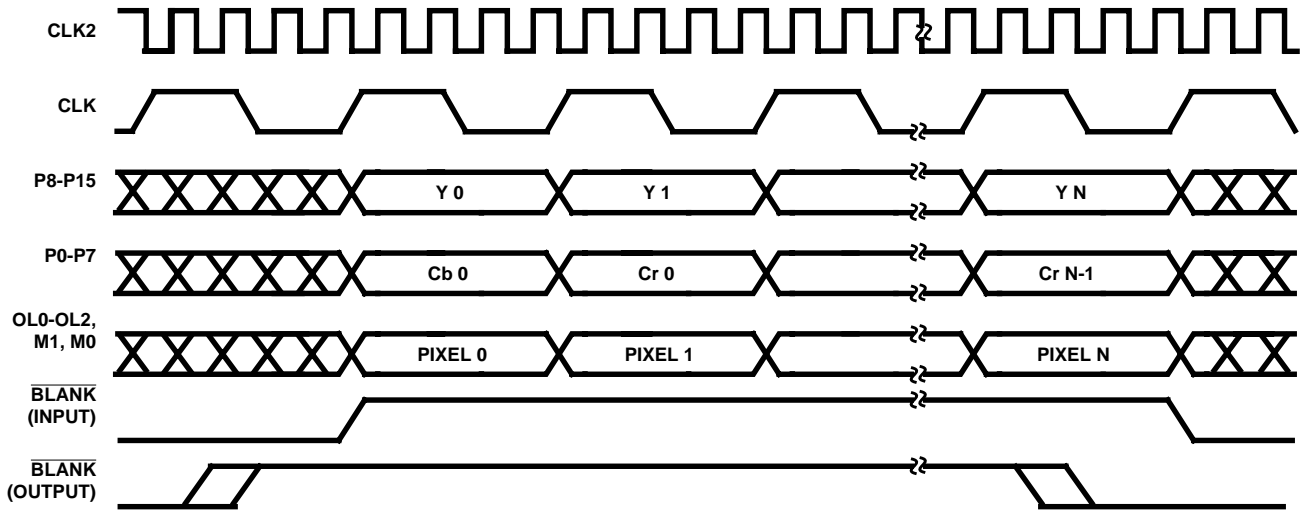 CLK2
CLK
P8-P15
Y 0
Y 1
Y N
P0-P7
Cb 0
Cr 0
Cr N-1
OL0-OL2,
M1, M0
PIXEL 0
PIXEL 1
PIXEL N
BLANK
(INPUT)
BLANK
(OUTPUT)